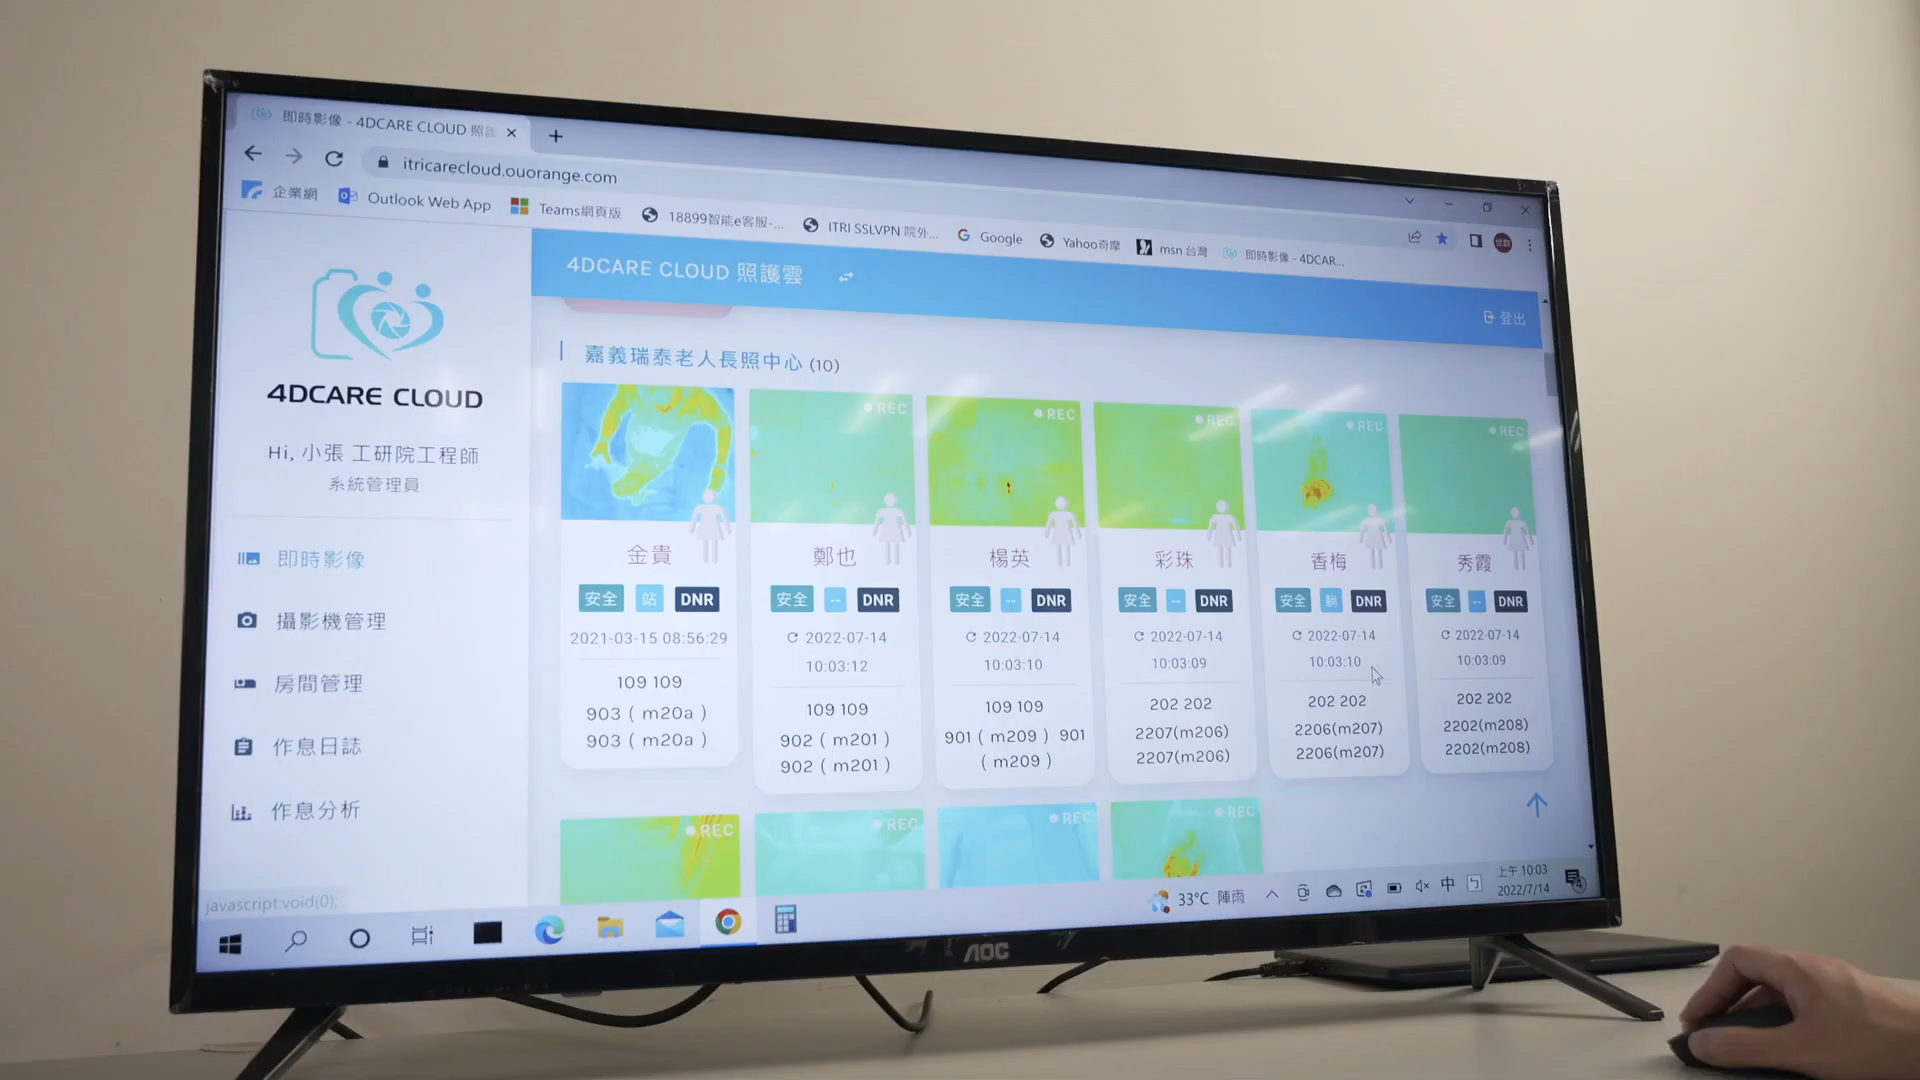 即時影像 - 4DCARE CLOUD 照護
itricarecloud.ouorange.com
企業網 Outlook Web App Teams網頁版 18899智能e客服-... ITRI SSLVPN 院外... Google Yahoo奇摩 msn 台灣 即時影像 - 4DCAR...
4DCARE CLOUD 照護雲
登出
4DCARE CLOUD
Hi, 小張 工研院工程師
系統管理員
即時影像
攝影機管理
房間管理
作息日誌
作息分析
javascript:void(0);
嘉義瑞泰老人長照中心 (10)
金貴
安全 站 DNR
2021-03-15 08:56:29
109 109
903 ( m20a )
903 ( m20a )
REC
鄭也
安全 -- DNR
2022-07-14
10:03:12
109 109
902 ( m201 )
902 ( m201 )
REC
楊英
安全 -- DNR
2022-07-14
10:03:10
109 109
901 ( m209 ) 901
( m209 )
REC
彩珠
安全 -- DNR
2022-07-14
10:03:09
202 202
2207(m206)
2207(m206)
REC
香梅
安全 躺 DNR
2022-07-14
10:03:10
202 202
2206(m207)
2206(m207)
REC
秀霞
安全 -- DNR
2022-07-14
10:03:09
202 202
2202(m208)
2202(m208)
REC
REC
REC
REC
33°C 陣雨
中
ㄅ
上午 10:03
2022/7/14
4
AOC